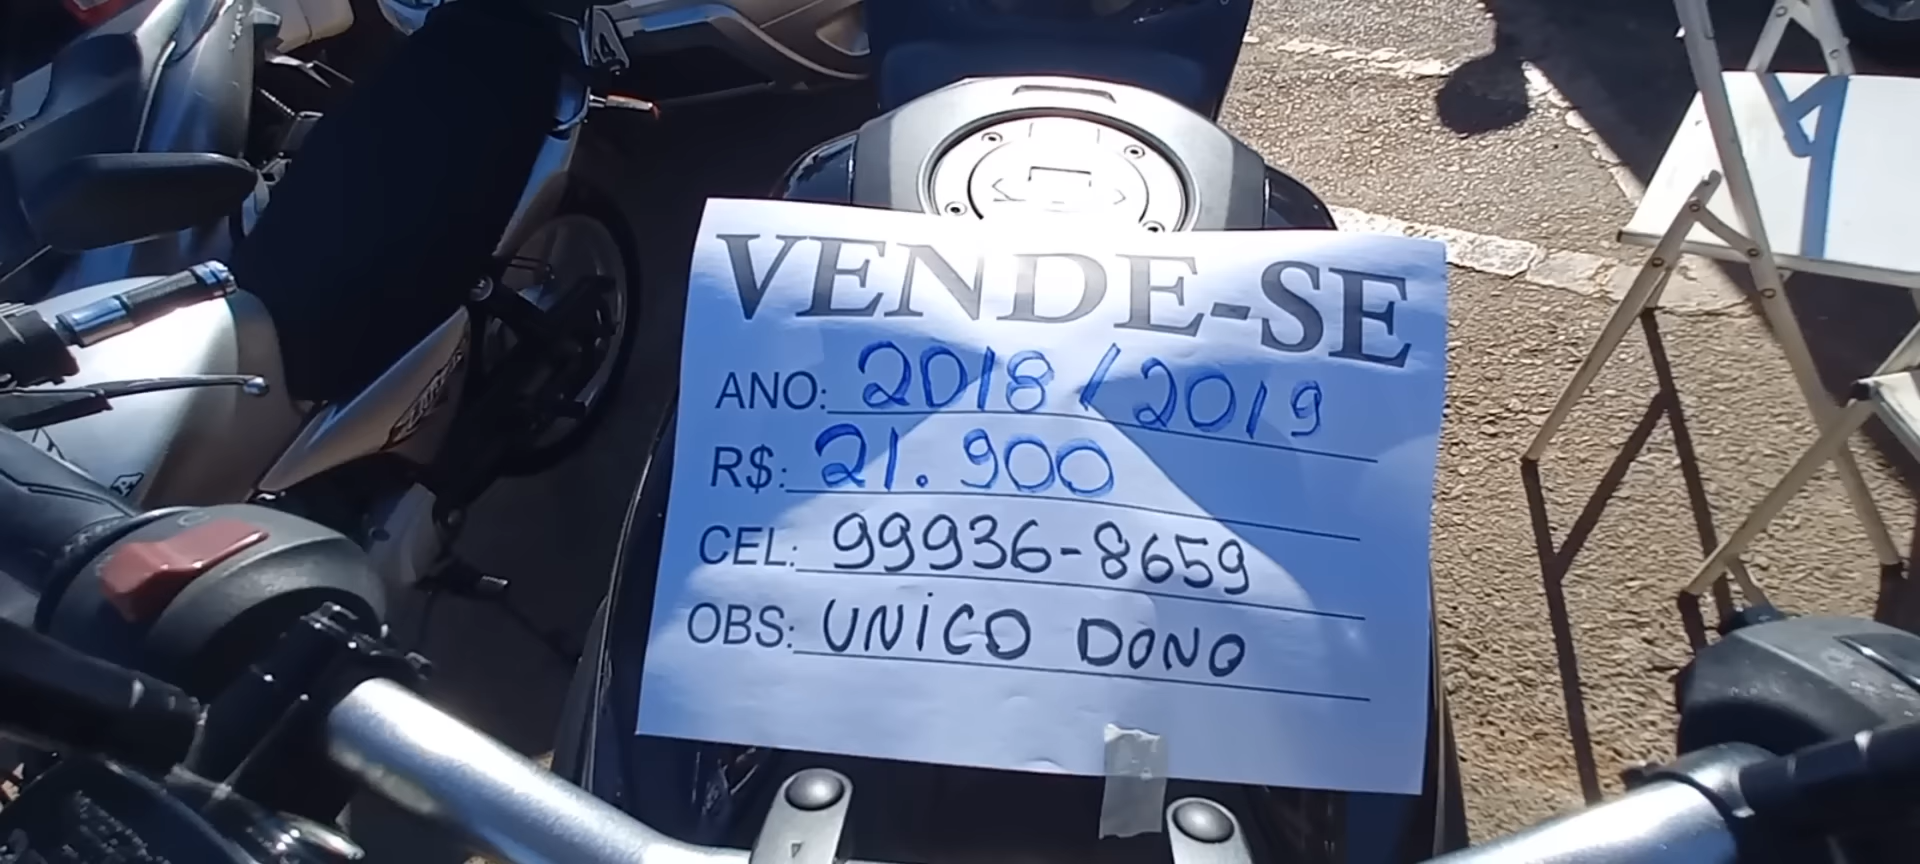 VENDE-SE
ANO: 2018/2019
R$: 21.900
CEL: 99936-8659
OBS: UNICO DONO